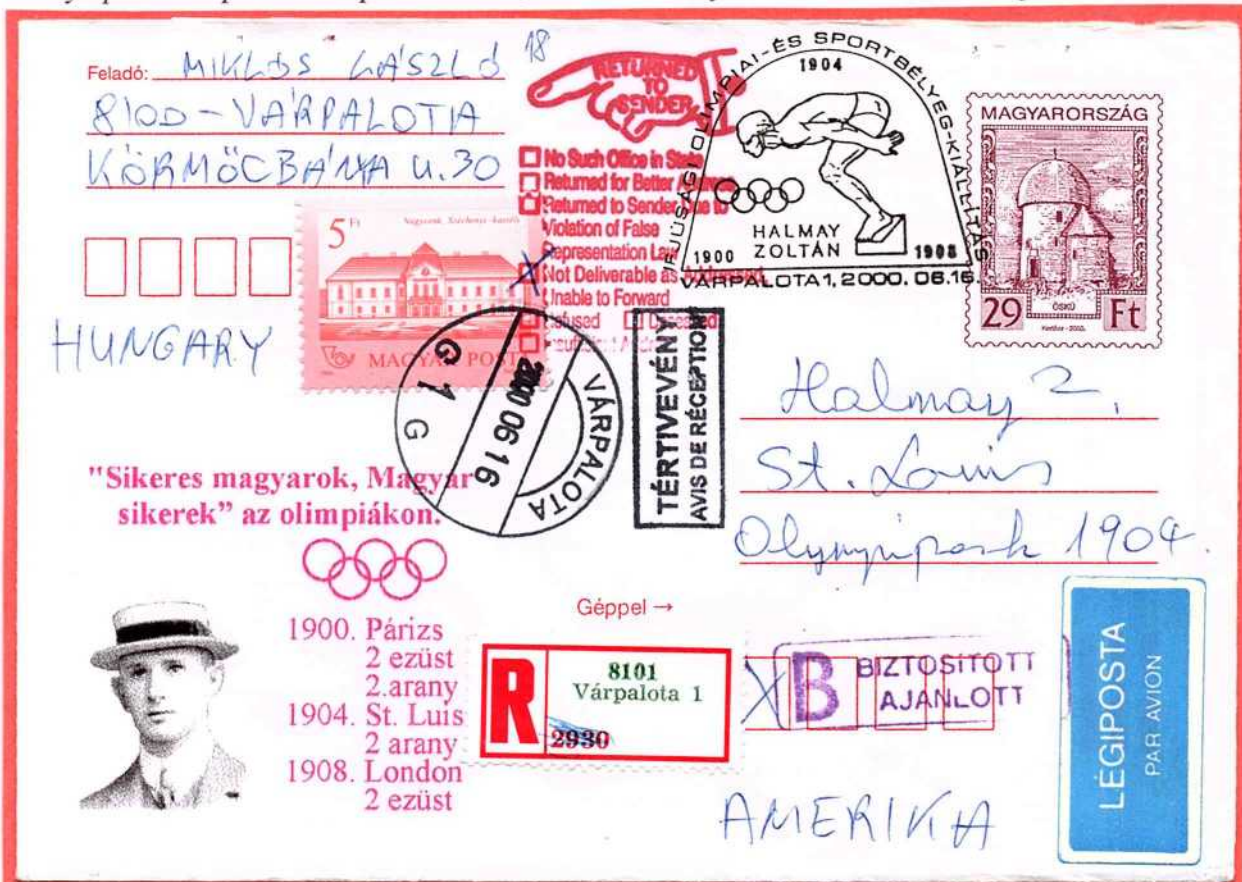 Feladó: MIKLÓS LÁSZLÓ
8100 - VÁRPALOTA
KÖRMÖCBÁNYA U. 30
HUNGARY
18
RETURNED
TO
SENDER
No Such Office in State
Returned for Better
Returned to Sender Due to
Violation of False
Representation Law
Not Deliverable as Addressed
Unable to Forward
Refused
IFJÚSÁGI OLIMPIAI-ÉS SPORTBÉLYEG-KIÁLLÍTÁS
1904
HALMAY
ZOLTÁN
1900 1908
VÁRPALOTA 1, 2000. 06.16.
MAGYARORSZÁG
ÖSKÜ
29 Ft
5 Ft
MAGYAR POSTA
VÁRPALOTA
2000 06 16
G 1 G
TÉRTIVEVÉNY
AVIS DE RÉCEPTION
Halmay Z.
St. Louis
Olympipark 1904.
AMERIKA
"Sikeres magyarok, Magyar
sikerek” az olimpiákon.
1900. Párizs
2 ezüst
2.arany
1904. St. Luis
2 arany
1908. London
2 ezüst
Géppel →
R
8101
Várpalota 1
2930
B BIZTOSÍTOTT
AJÁNLOTT
LÉGIPOSTA
PAR AVION